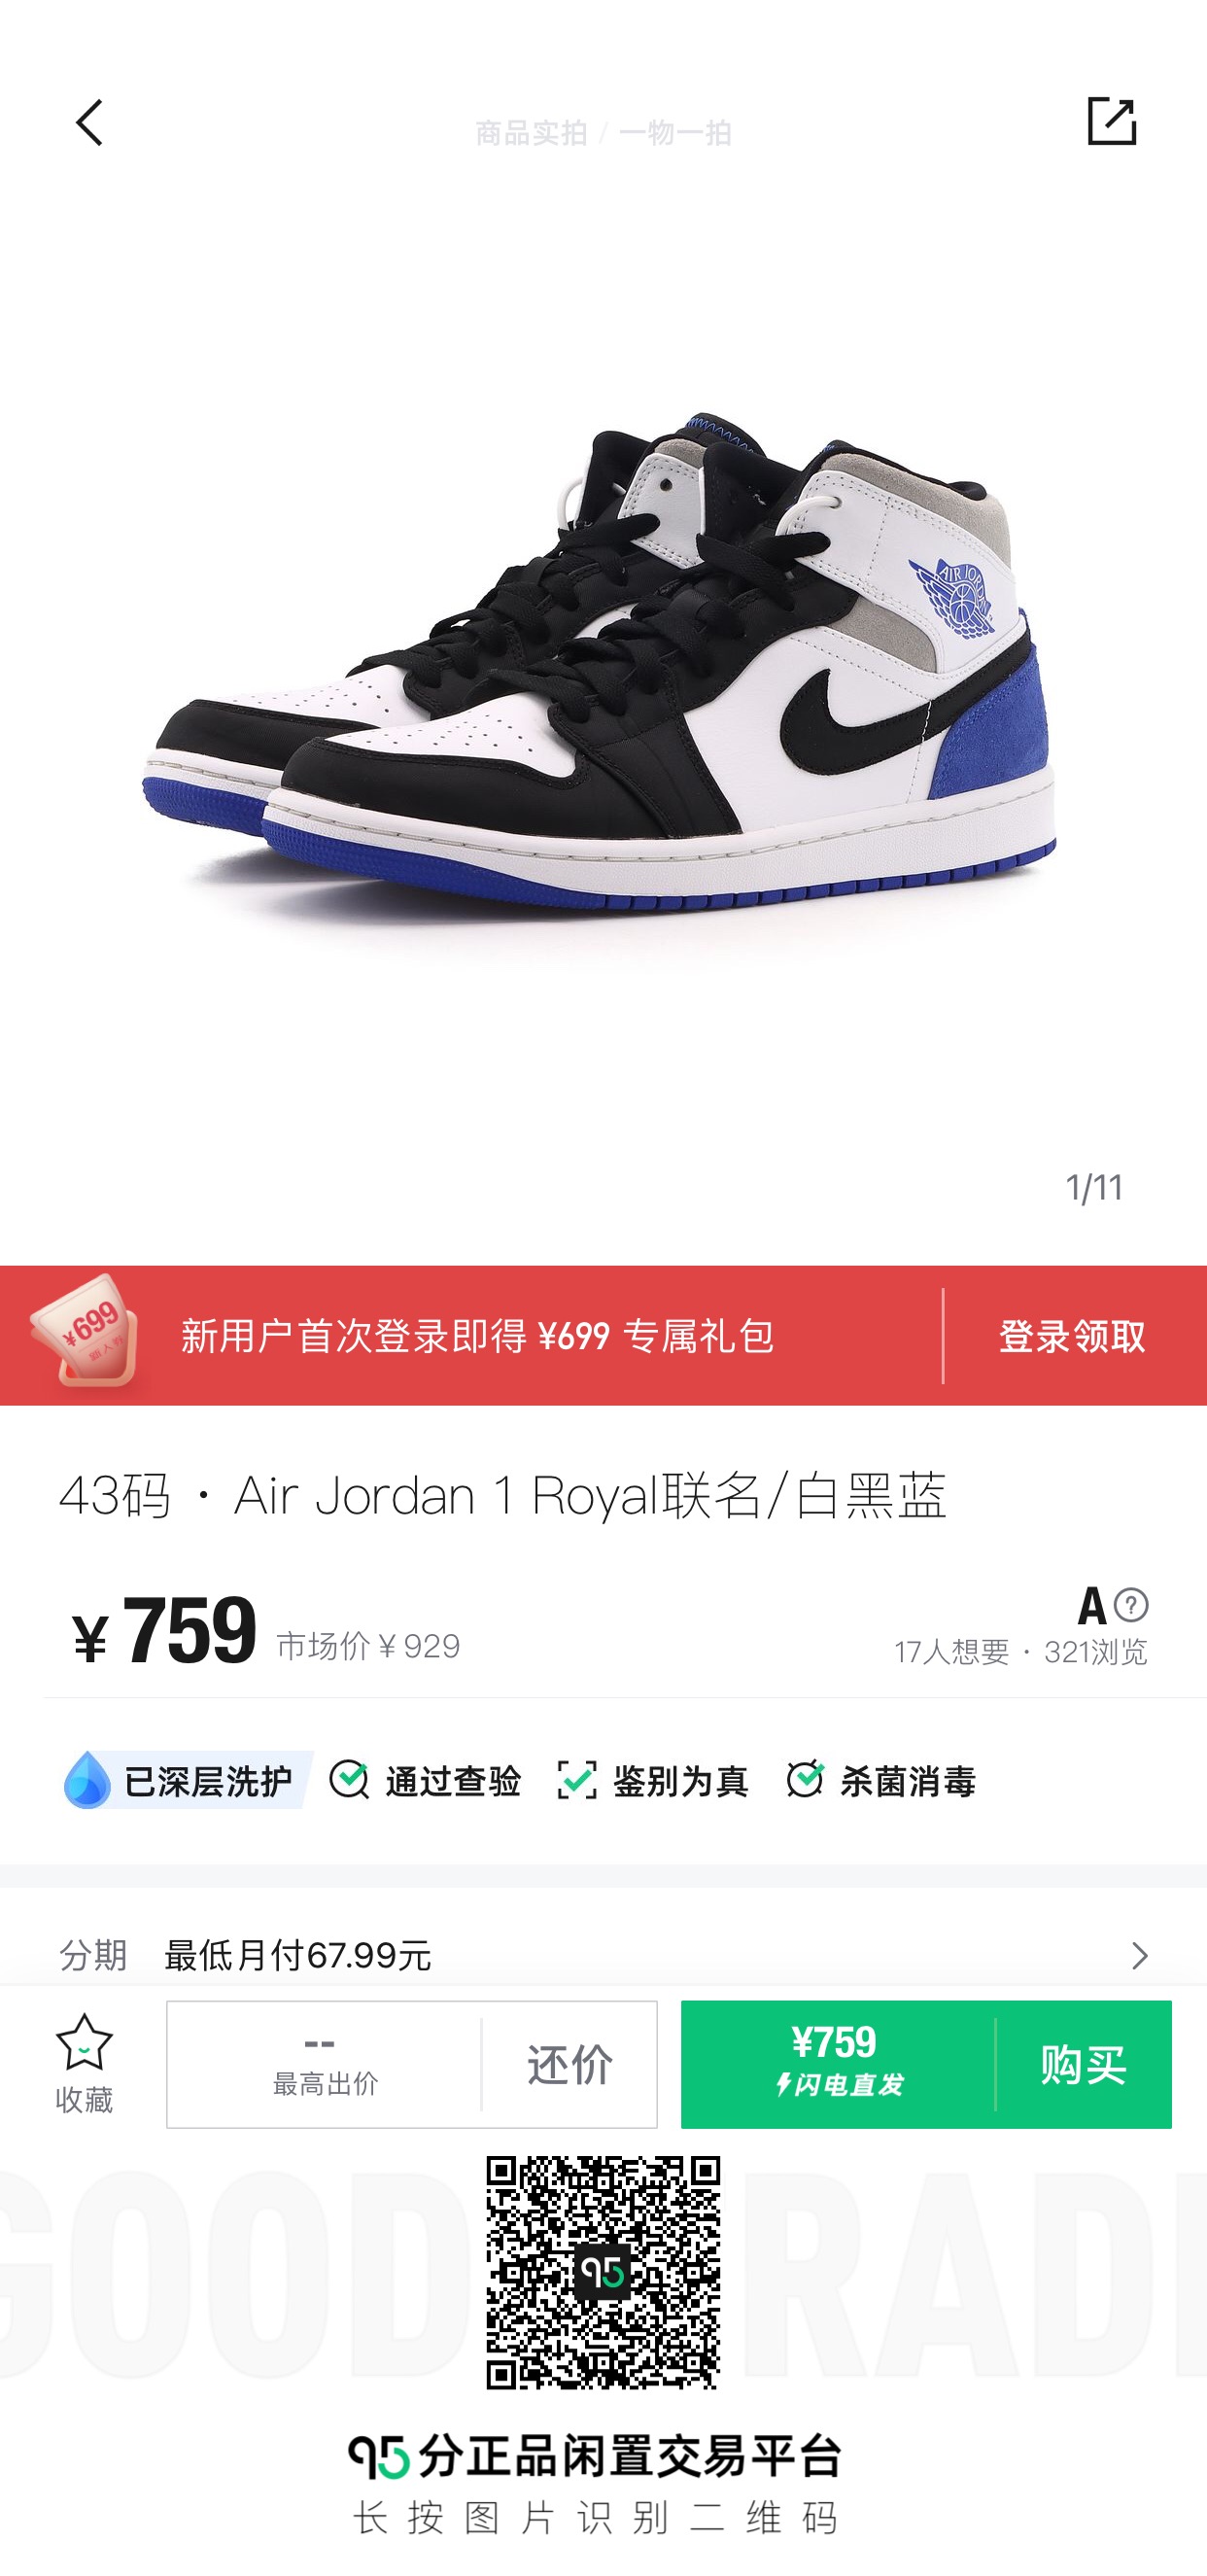 商品实拍 / 一物一拍
AIR JORDAN
1/11
¥699
新人券
新用户首次登录即得 ¥699 专属礼包
登录领取
43码 · Air Jordan 1 Royal联名/白黑蓝
¥759 市场价¥929
A?
17人想要 · 321浏览
已深层洗护 通过查验 鉴别为真 杀菌消毒
分期 最低月付67.99元
收藏
--
最高出价
还价
¥759
闪电直发
购买
GOOD
RAD
95
95分正品闲置交易平台
长按图片识别二维码